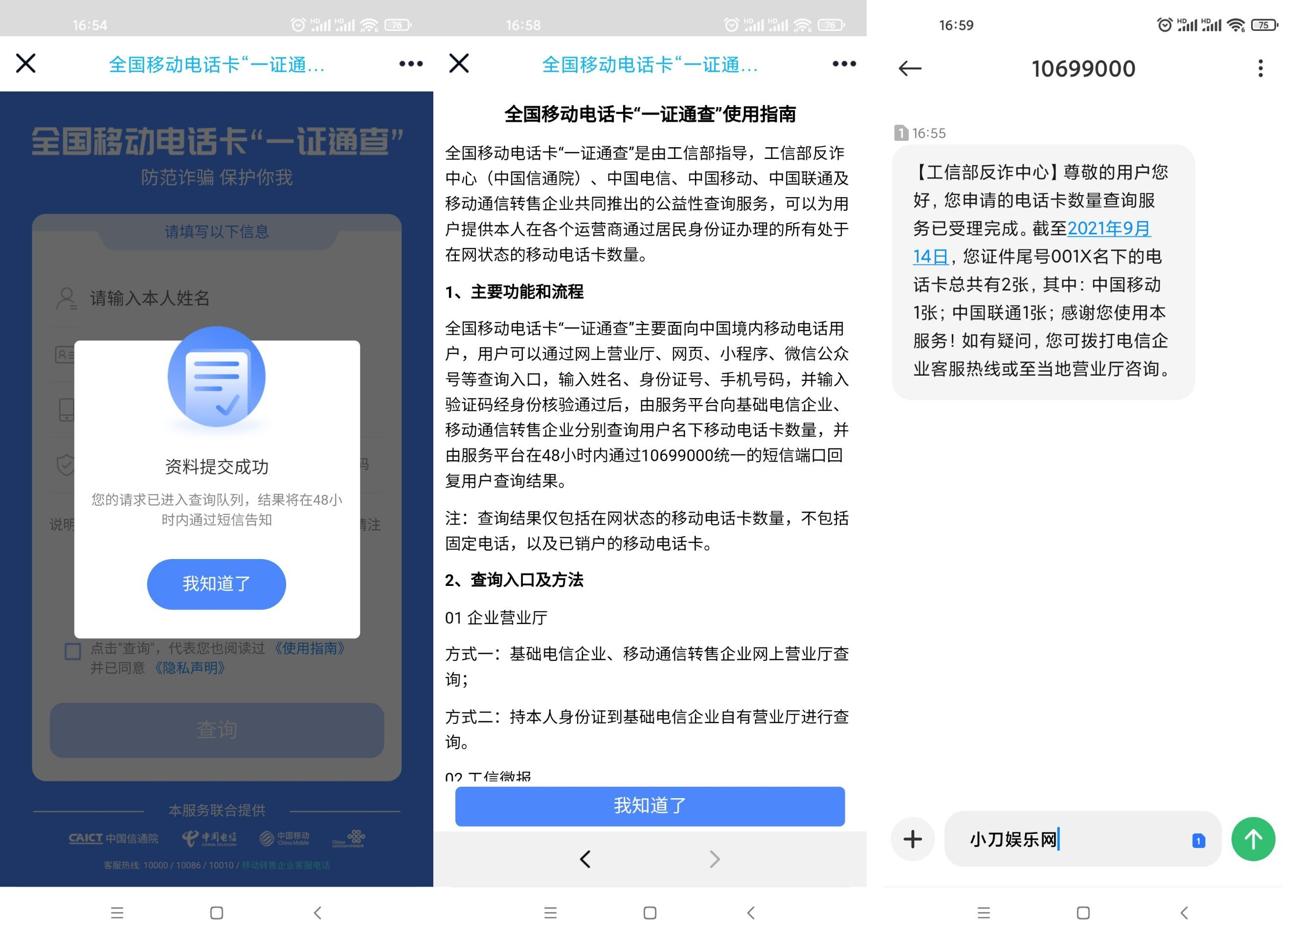 16:54
HD
HD
76
全国移动电话卡“一证通...
全国移动电话卡“一证通查”
防范诈骗 保护你我
请填写以下信息
请输入本人姓名
码
说明
请注
资料提交成功
您的请求已进入查询队列，结果将在48小
时内通过短信告知
我知道了
点击“查询”，代表您也阅读过《使用指南》
并已同意《隐私声明》
查询
本服务联合提供
CAICT 中国信通院
中国电信
中国移动
China Mobile
客服热线: 10000 / 10086 / 10010 / 移动转售企业客服电话
16:58
HD
HD
76
全国移动电话卡“一证通...
全国移动电话卡“一证通查”使用指南
全国移动电话卡“一证通查”是由工信部指导，工信部反诈
中心（中国信通院）、中国电信、中国移动、中国联通及
移动通信转售企业共同推出的公益性查询服务，可以为用
户提供本人在各个运营商通过居民身份证办理的所有处于
在网状态的移动电话卡数量。
1、主要功能和流程
全国移动电话卡“一证通查”主要面向中国境内移动电话用
户，用户可以通过网上营业厅、网页、小程序、微信公众
号等查询入口，输入姓名、身份证号、手机号码，并输入
验证码经身份核验通过后，由服务平台向基础电信企业、
移动通信转售企业分别查询用户名下移动电话卡数量，并
由服务平台在48小时内通过10699000统一的短信端口回
复用户查询结果。
注：查询结果仅包括在网状态的移动电话卡数量，不包括
固定电话，以及已销户的移动电话卡。
2、查询入口及方法
01 企业营业厅
方式一：基础电信企业、移动通信转售企业网上营业厅查
询；
方式二：持本人身份证到基础电信企业自有营业厅进行查
询。
02 工信微报
我知道了
16:59
HD
HD
75
10699000
1 16:55
【工信部反诈中心】尊敬的用户您
好，您申请的电话卡数量查询服
务已受理完成。截至2021年9月
14日，您证件尾号001X名下的电
话卡总共有2张，其中：中国移动
1张；中国联通1张；感谢您使用本
服务！如有疑问，您可拨打电信企
业客服热线或至当地营业厅咨询。
小刀娱乐网
1